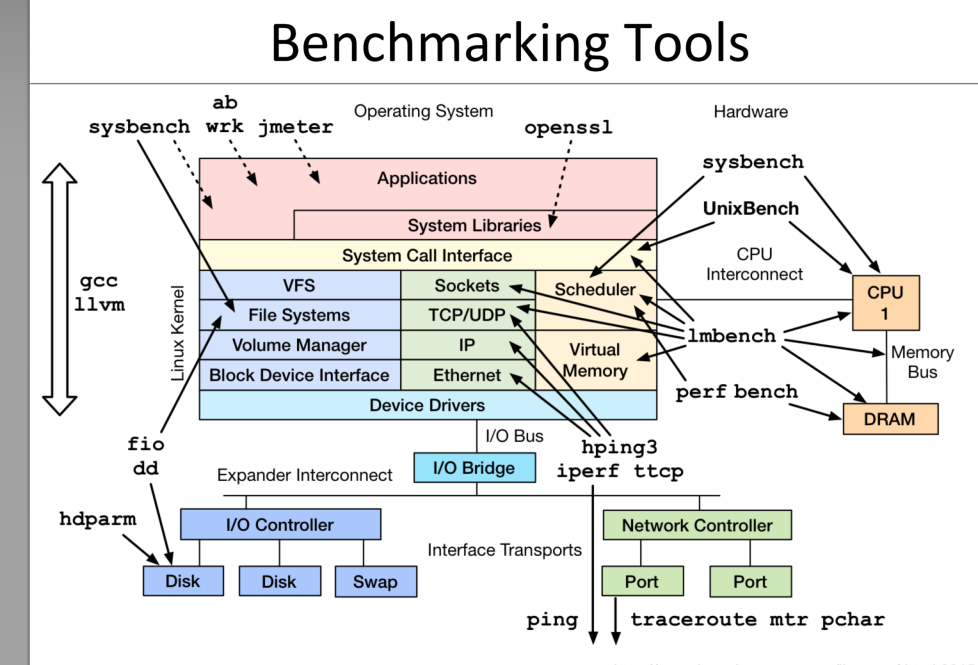 Benchmarking Tools
ab
sysbench wrk jmeter
Operating System
openssl
Hardware
Applications
System Libraries
System Call Interface
VFS
Sockets
Scheduler
File Systems
TCP/UDP
Volume Manager
IP
Virtual
Memory
Block Device Interface
Ethernet
Device Drivers
Linux Kernel
gcc
llvm
sysbench
UnixBench
CPU
Interconnect
CPU
1
lmbench
Memory
Bus
perf bench
DRAM
I/O Bus
I/O Bridge
hping3
iperf ttcp
fio
dd
Expander Interconnect
hdparm
I/O Controller
Network Controller
Interface Transports
Disk
Disk
Swap
Port
Port
ping
traceroute mtr pchar